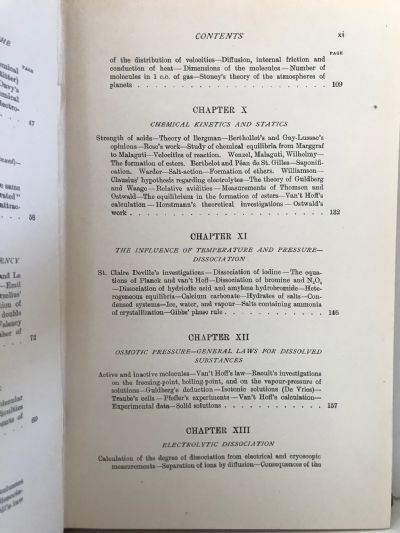 CONTENTS xi
PAGE
of the distribution of velocities—Diffusion, internal friction and
conduction of heat—Dimensions of the molecules—Number of
molecules in 1 c.c. of gas—Stoney's theory of the atmospheres of
planets . . . 109
CHAPTER X
CHEMICAL KINETICS AND STATICS
Strength of acids—Theory of Bergman—Berthollet's and Gay-Lussac's
opinions—Rose's work—Study of chemical equilibria from Marggraf
to Malaguti—Velocities of reaction. Wenzel, Malaguti, Wilhelmy—
The formation of esters. Berthelot and Péan de St. Gilles. Saponifi-
cation. Warder—Salt-action—Formation of ethers. Williamson—
Clausius' hypothesis regarding electrolytes—The theory of Guldberg
and Waage—Relative avidities—Measurements of Thomson and
Ostwald—The equilibrium in the formation of esters—Van't Hoff's
calculation—Horstmann's theoretical investigations—Ostwald's
work . . . 132
CHAPTER XI
THE INFLUENCE OF TEMPERATURE AND PRESSURE—
DISSOCIATION
St. Claire Deville's investigations—Dissociation of iodine—The equa-
tions of Planck and van't Hoff—Dissociation of bromine and N₂O₄
—Dissociation of hydriodic acid and amylene hydrobromide—Hete-
rogeneous equilibria—Calcium carbonate—Hydrates of salts—Con-
densed systems—Ice, water, and vapour—Salts containing ammonia
of crystallization—Gibbs' phase rule . . . 146
CHAPTER XII
OSMOTIC PRESSURE—GENERAL LAWS FOR DISSOLVED
SUBSTANCES
Active and inactive molecules—Van't Hoff's law—Raoult's investigations
on the freezing-point, boiling-point, and on the vapour-pressure of
solutions—Guldberg's deduction—Isotonic solutions (De Vries)—
Traube's cells—Pfeffer's experiments—Van't Hoff's calculation—
Experimental data—Solid solutions . . . 157
CHAPTER XIII
ELECTROLYTIC DISSOCIATION
Calculation of the degree of dissociation from electrical and cryoscopic
measurements—Separation of ions by diffusion—Consequences of the